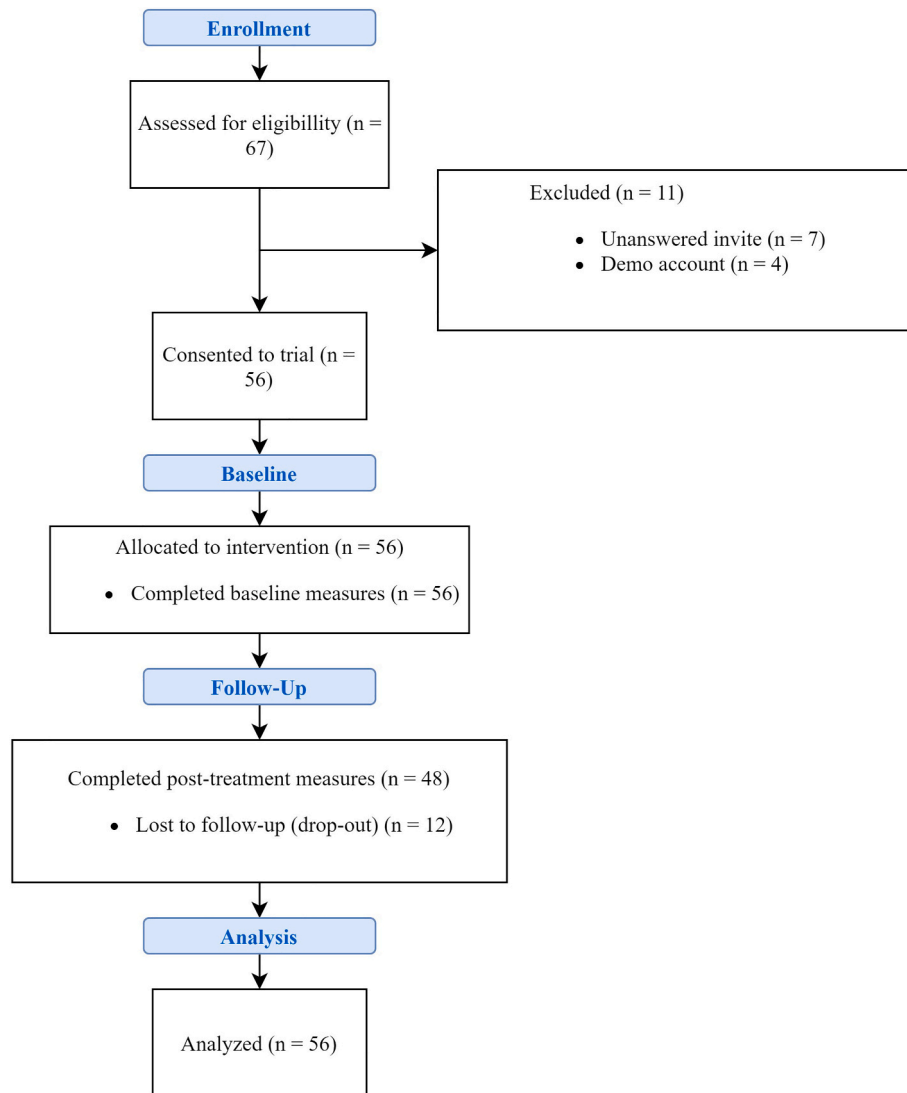 Enrollment
Assessed for eligibillity (n =
67)
Excluded (n = 11)
• Unanswered invite (n = 7)
• Demo account (n = 4)
Consented to trial (n =
56)
Baseline
Allocated to intervention (n = 56)
• Completed baseline measures (n = 56)
Follow-Up
Completed post-treatment measures (n = 48)
• Lost to follow-up (drop-out) (n = 12)
Analysis
Analyzed (n = 56)